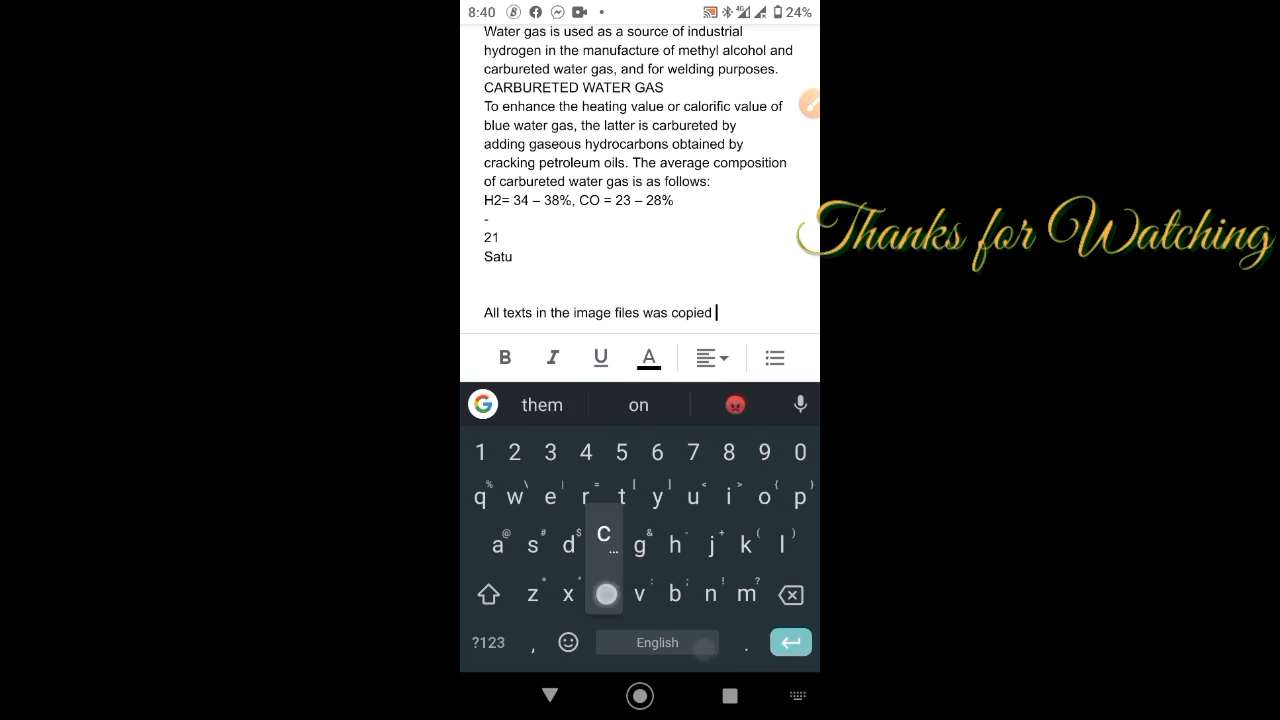 8:40 4G 24%
Water gas is used as a source of industrial
hydrogen in the manufacture of methyl alcohol and
carbureted water gas, and for welding purposes.
CARBURETED WATER GAS
To enhance the heating value or calorific value of
blue water gas, the latter is carbureted by
adding gaseous hydrocarbons obtained by
cracking petroleum oils. The average composition
of carbureted water gas is as follows:
H2= 34 – 38%, CO = 23 – 28%
-
21
Satu
All texts in the image files was copied
Thanks for Watching
B I U A
G them on
1 2 3 4 5 6 7 8 9 0
% \ | = [ ] < > { }
q w e r t y u i o p
@ # $ & - + ( )
a s d c g h j k l
* " : ; ! ?
z x v b n m
?123 , English .